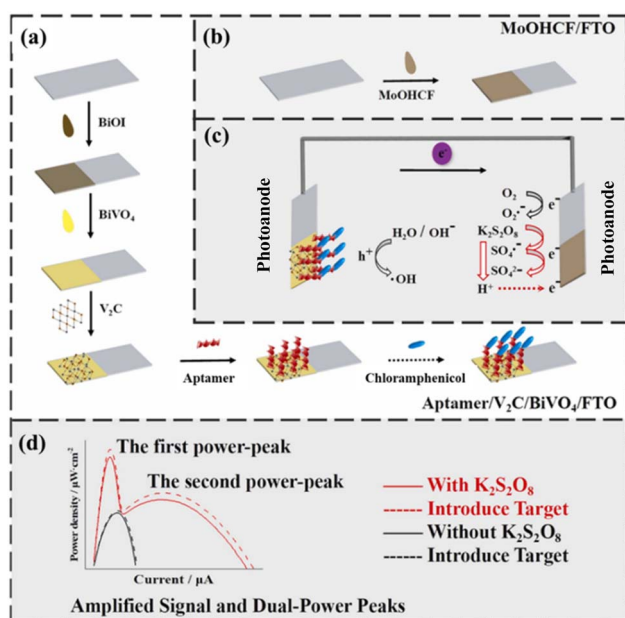 (a)
BiOI
BiVO₄
V₂C
Aptamer
Chloramphenicol
Aptamer/V₂C/BiVO₄/FTO
(b)
MoOHCF/FTO
MoOHCF
(c)
e⁻
Photoanode
h⁺
H₂O / OH⁻
·OH
O₂
O₂·⁻
e⁻
K₂S₂O₈
SO₄·⁻
e⁻
SO₄²⁻
H⁺
e⁻
Photoanode
(d)
The first power-peak
The second power-peak
Power density / μW·cm⁻²
Current / μA
With K₂S₂O₈
Introduce Target
Without K₂S₂O₈
Introduce Target
Amplified Signal and Dual-Power Peaks